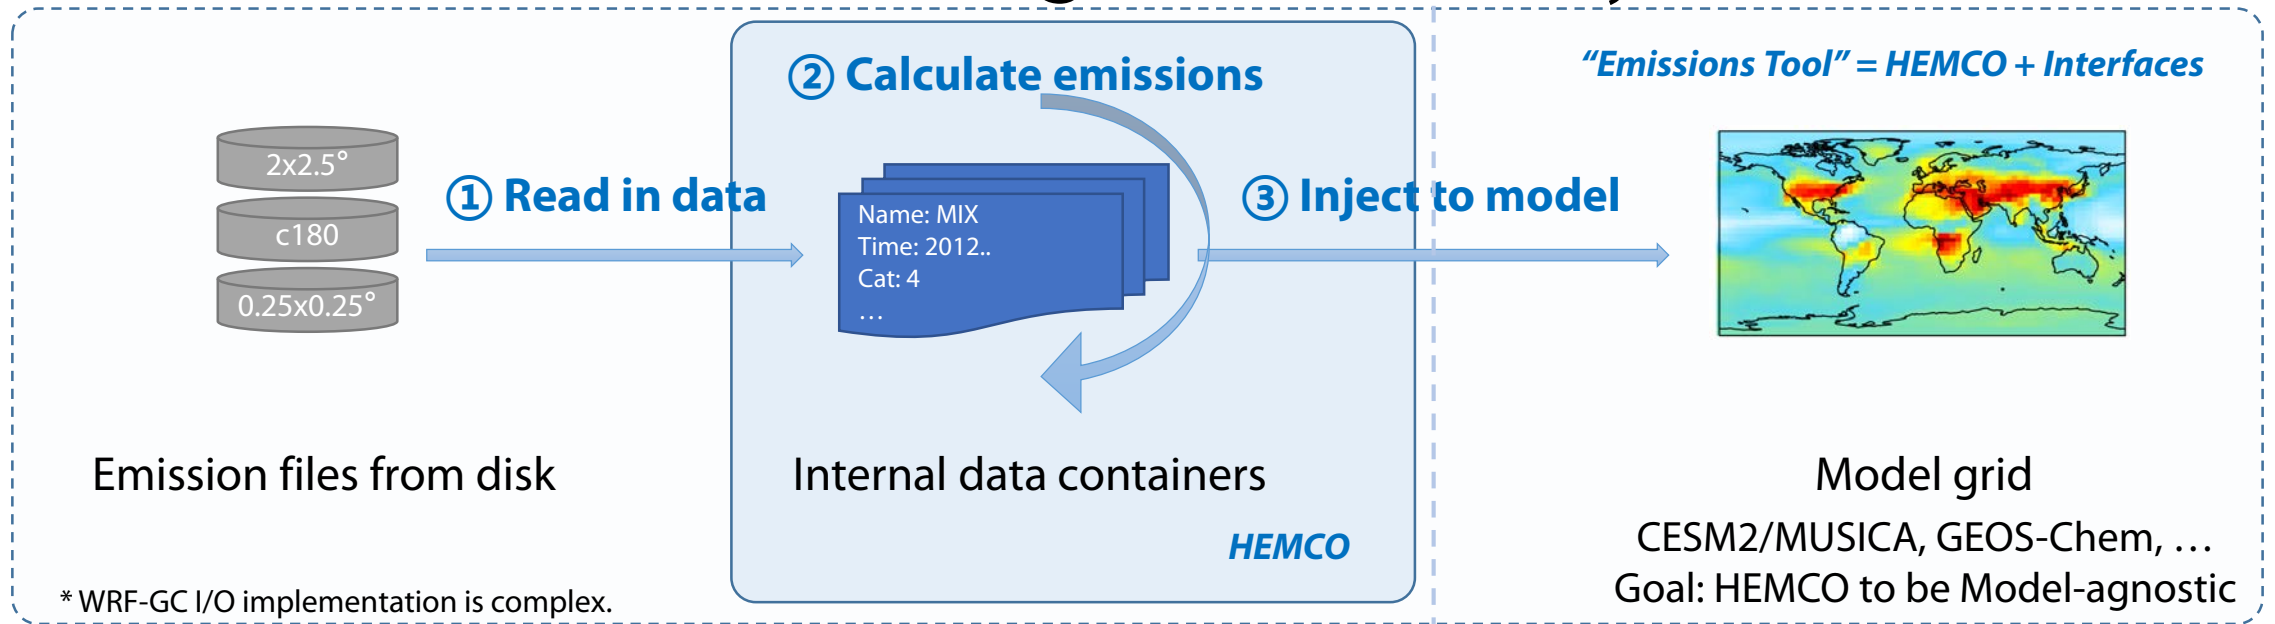 ② Calculate emissions
"Emissions Tool" = HEMCO + Interfaces
2x2.5°
c180
0.25x0.25°
① Read in data
Name: MIX
Time: 2012..
Cat: 4
…
③ Inject to model
Emission files from disk
Internal data containers
Model grid
HEMCO
CESM2/MUSICA, GEOS-Chem, …
Goal: HEMCO to be Model-agnostic
* WRF-GC I/O implementation is complex.